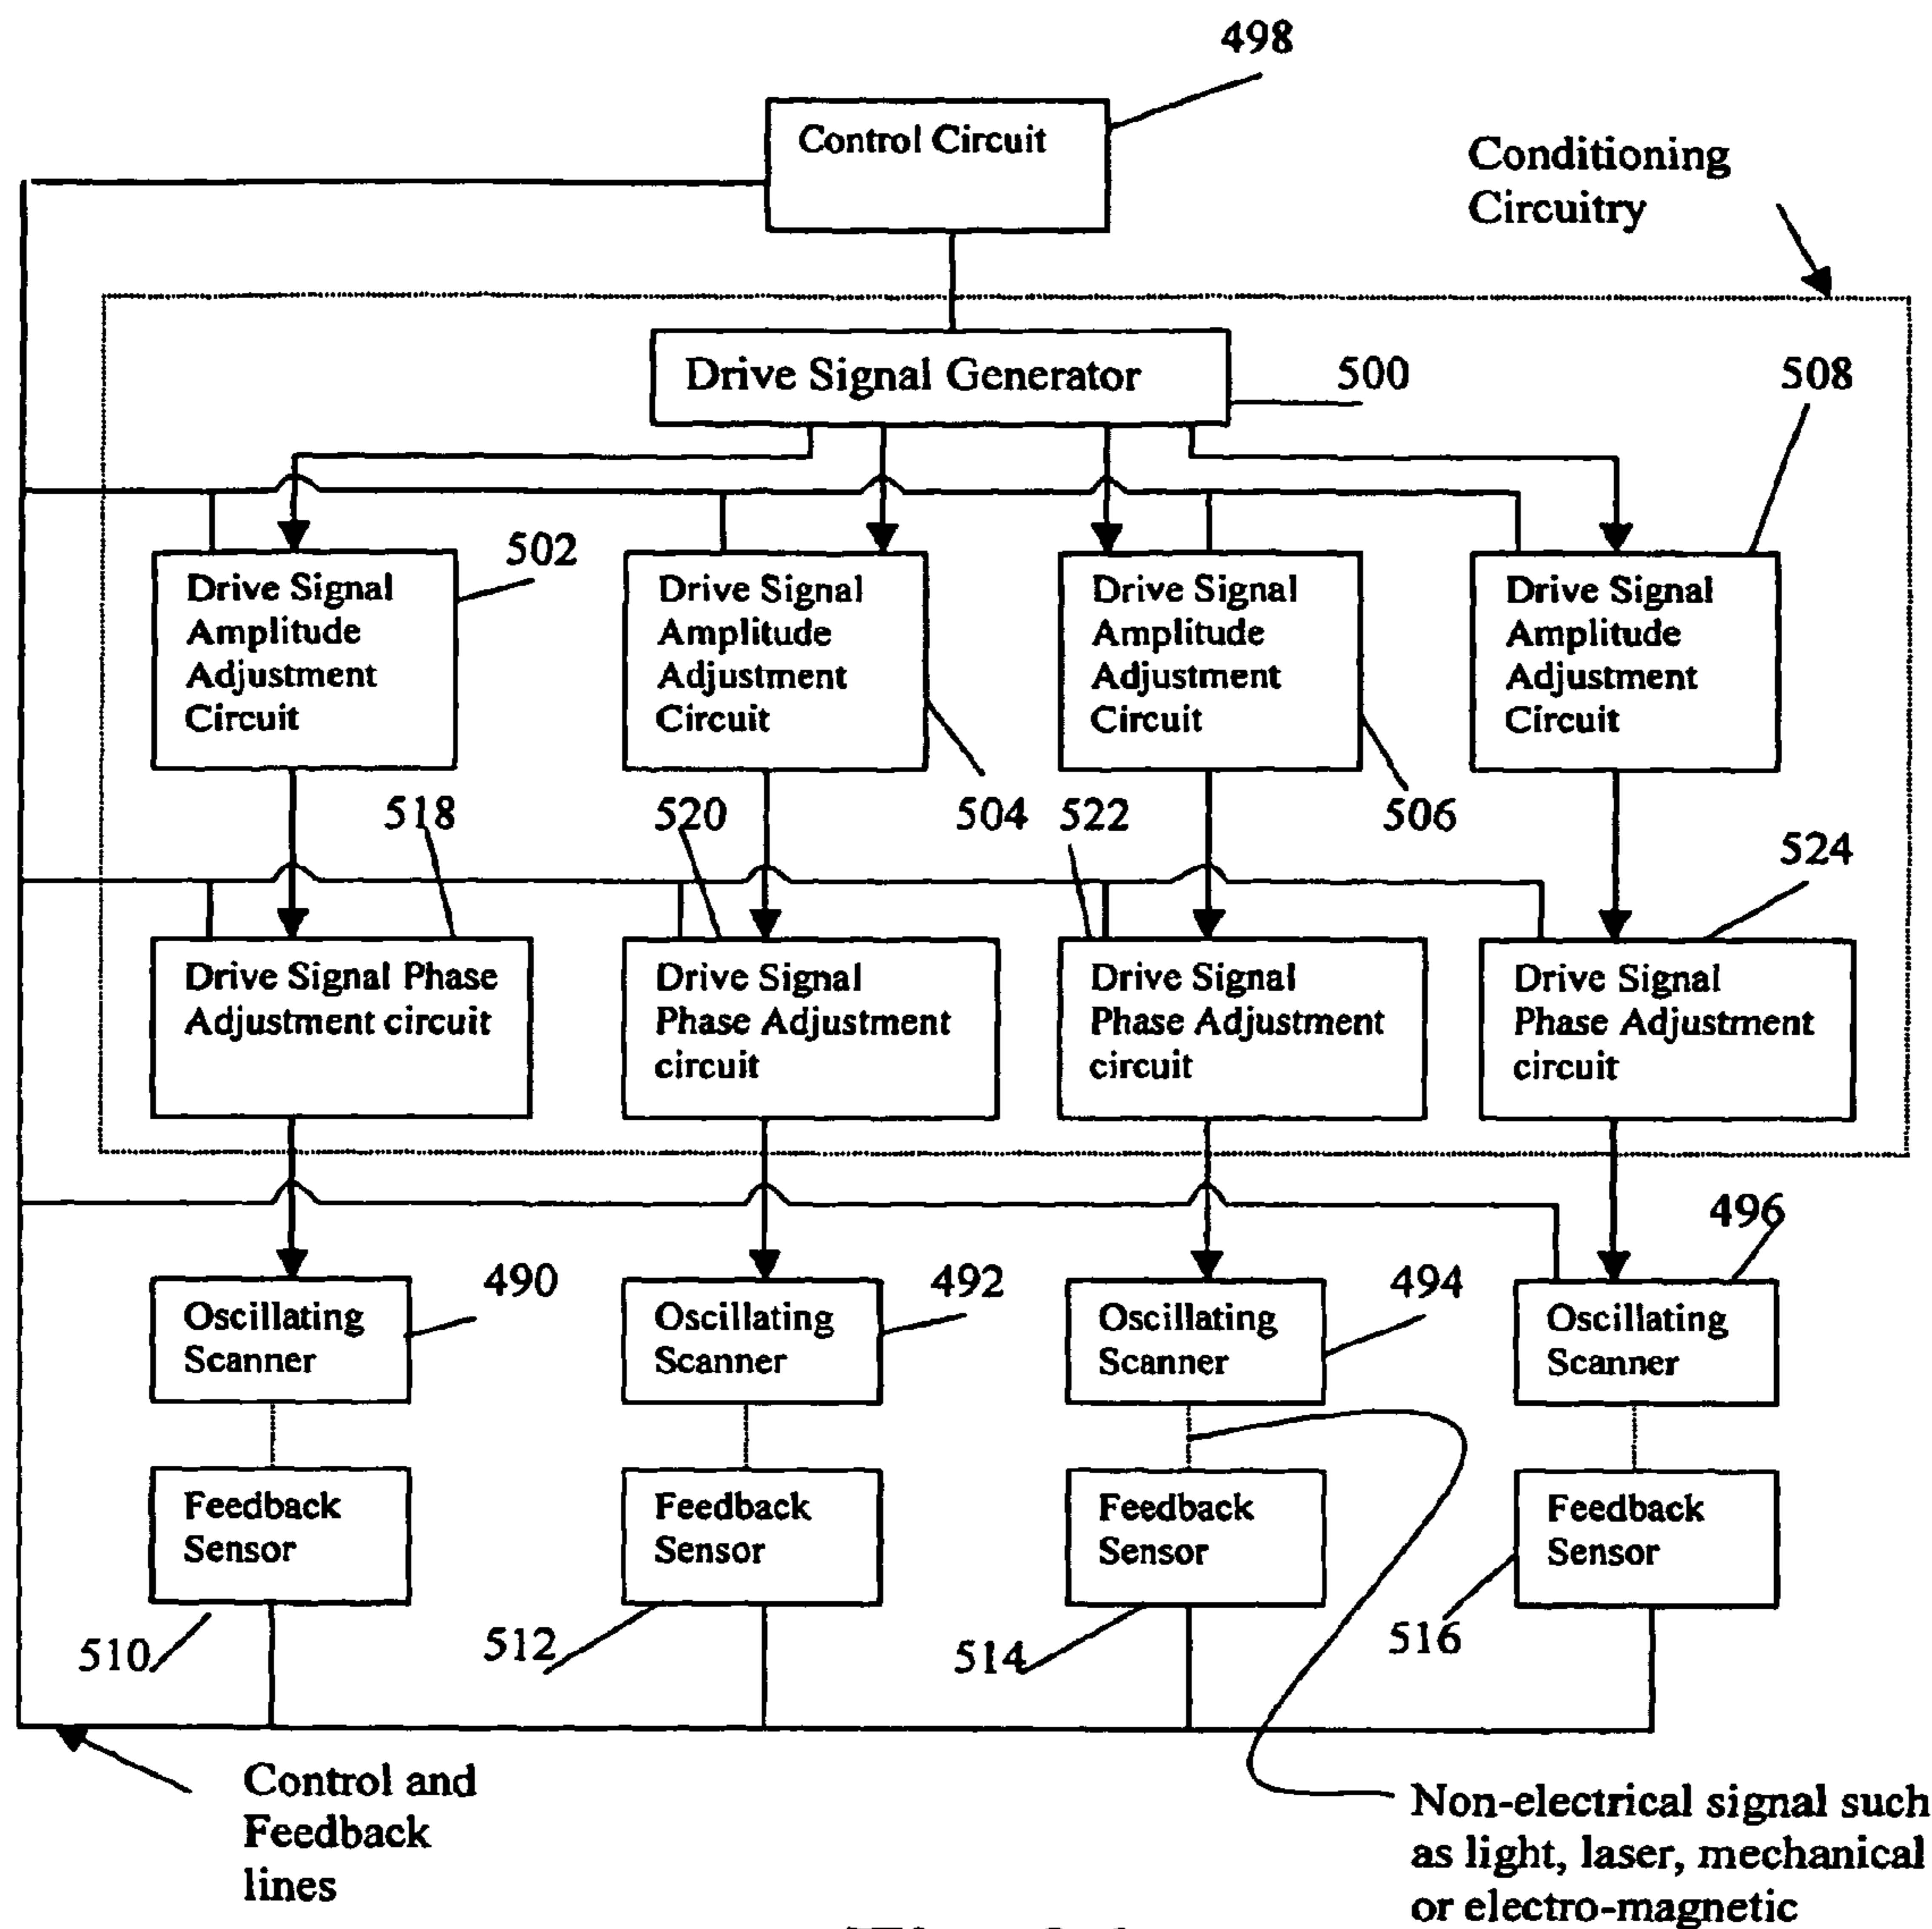 498
Control Circuit
Conditioning
Circuitry
Drive Signal Generator
500
508
502
Drive Signal
Amplitude
Adjustment
Circuit
Drive Signal
Amplitude
Adjustment
Circuit
Drive Signal
Amplitude
Adjustment
Circuit
Drive Signal
Amplitude
Adjustment
Circuit
518
520
504
522
506
524
Drive Signal Phase
Adjustment circuit
Drive Signal
Phase Adjustment
circuit
Drive Signal
Phase Adjustment
circuit
Drive Signal
Phase Adjustment
circuit
496
490
492
494
Oscillating
Scanner
Oscillating
Scanner
Oscillating
Scanner
Oscillating
Scanner
Feedback
Sensor
Feedback
Sensor
Feedback
Sensor
Feedback
Sensor
510
512
514
516
Control and
Feedback
lines
Non-electrical signal such
as light, laser, mechanical
or electro-magnetic